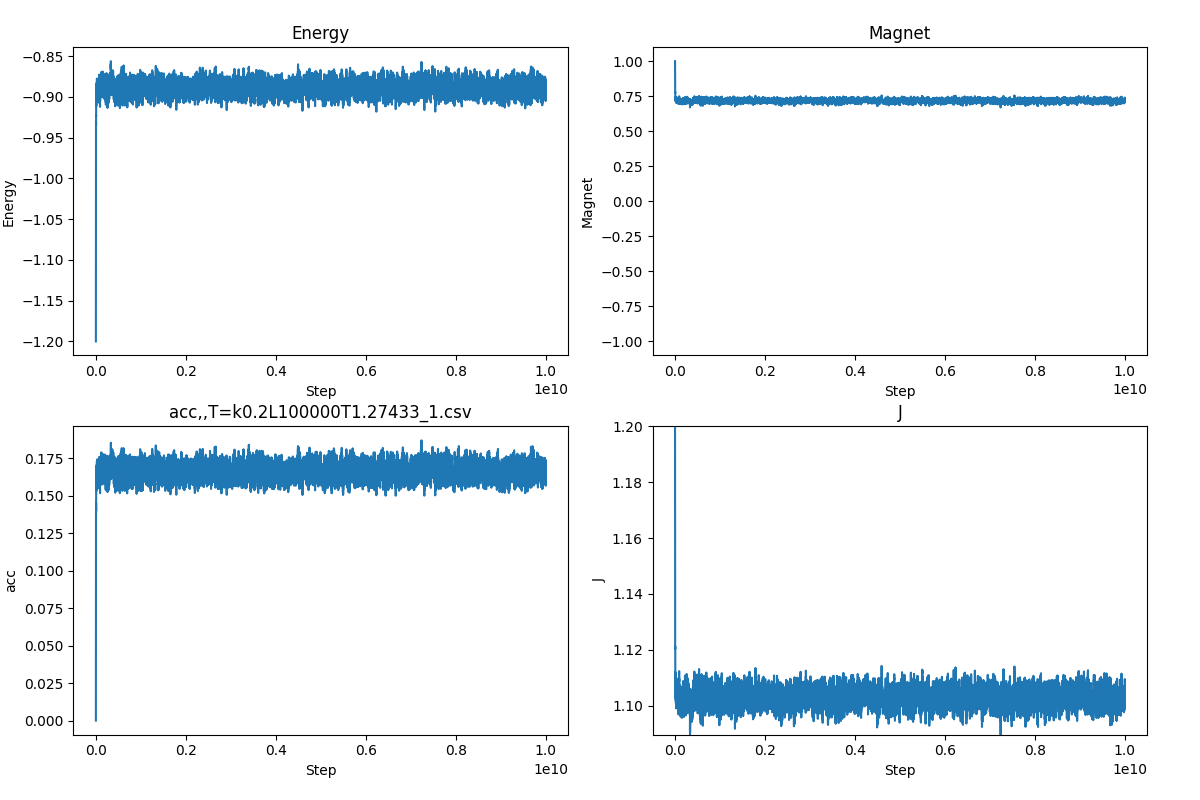 Energy
Magnet
−0.85
−0.90
−0.95
−1.00
−1.05
−1.10
−1.15
−1.20
Energy
0.0 0.2 0.4 0.6 0.8 1.0
1e10
Step
1.00
0.75
0.50
0.25
0.00
−0.25
−0.50
−0.75
−1.00
Magnet
0.0 0.2 0.4 0.6 0.8 1.0
1e10
Step
acc,,T=k0.2L100000T1.27433_1.csv
J
0.175
0.150
0.125
0.100
0.075
0.050
0.025
0.000
acc
0.0 0.2 0.4 0.6 0.8 1.0
1e10
Step
1.20
1.18
1.16
1.14
1.12
1.10
J
0.0 0.2 0.4 0.6 0.8 1.0
1e10
Step